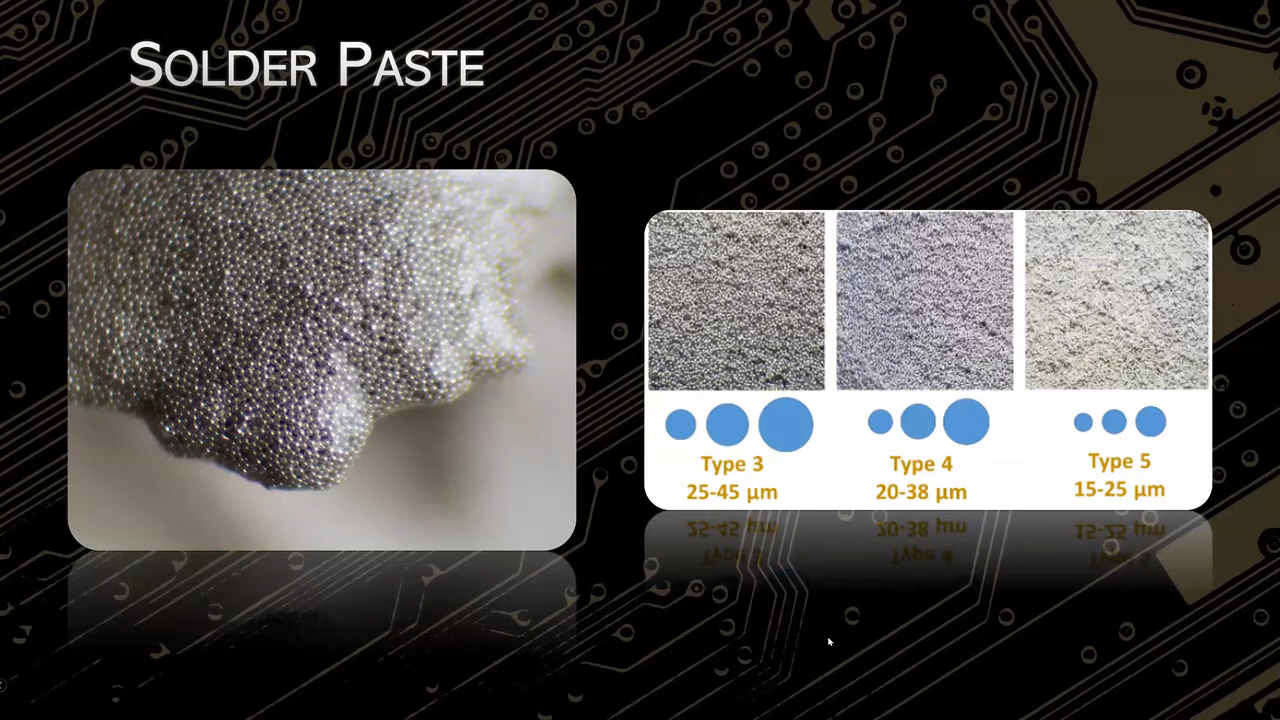 SOLDER PASTE
Type 3
25-45 µm
Type 4
20-38 µm
Type 5
15-25 µm